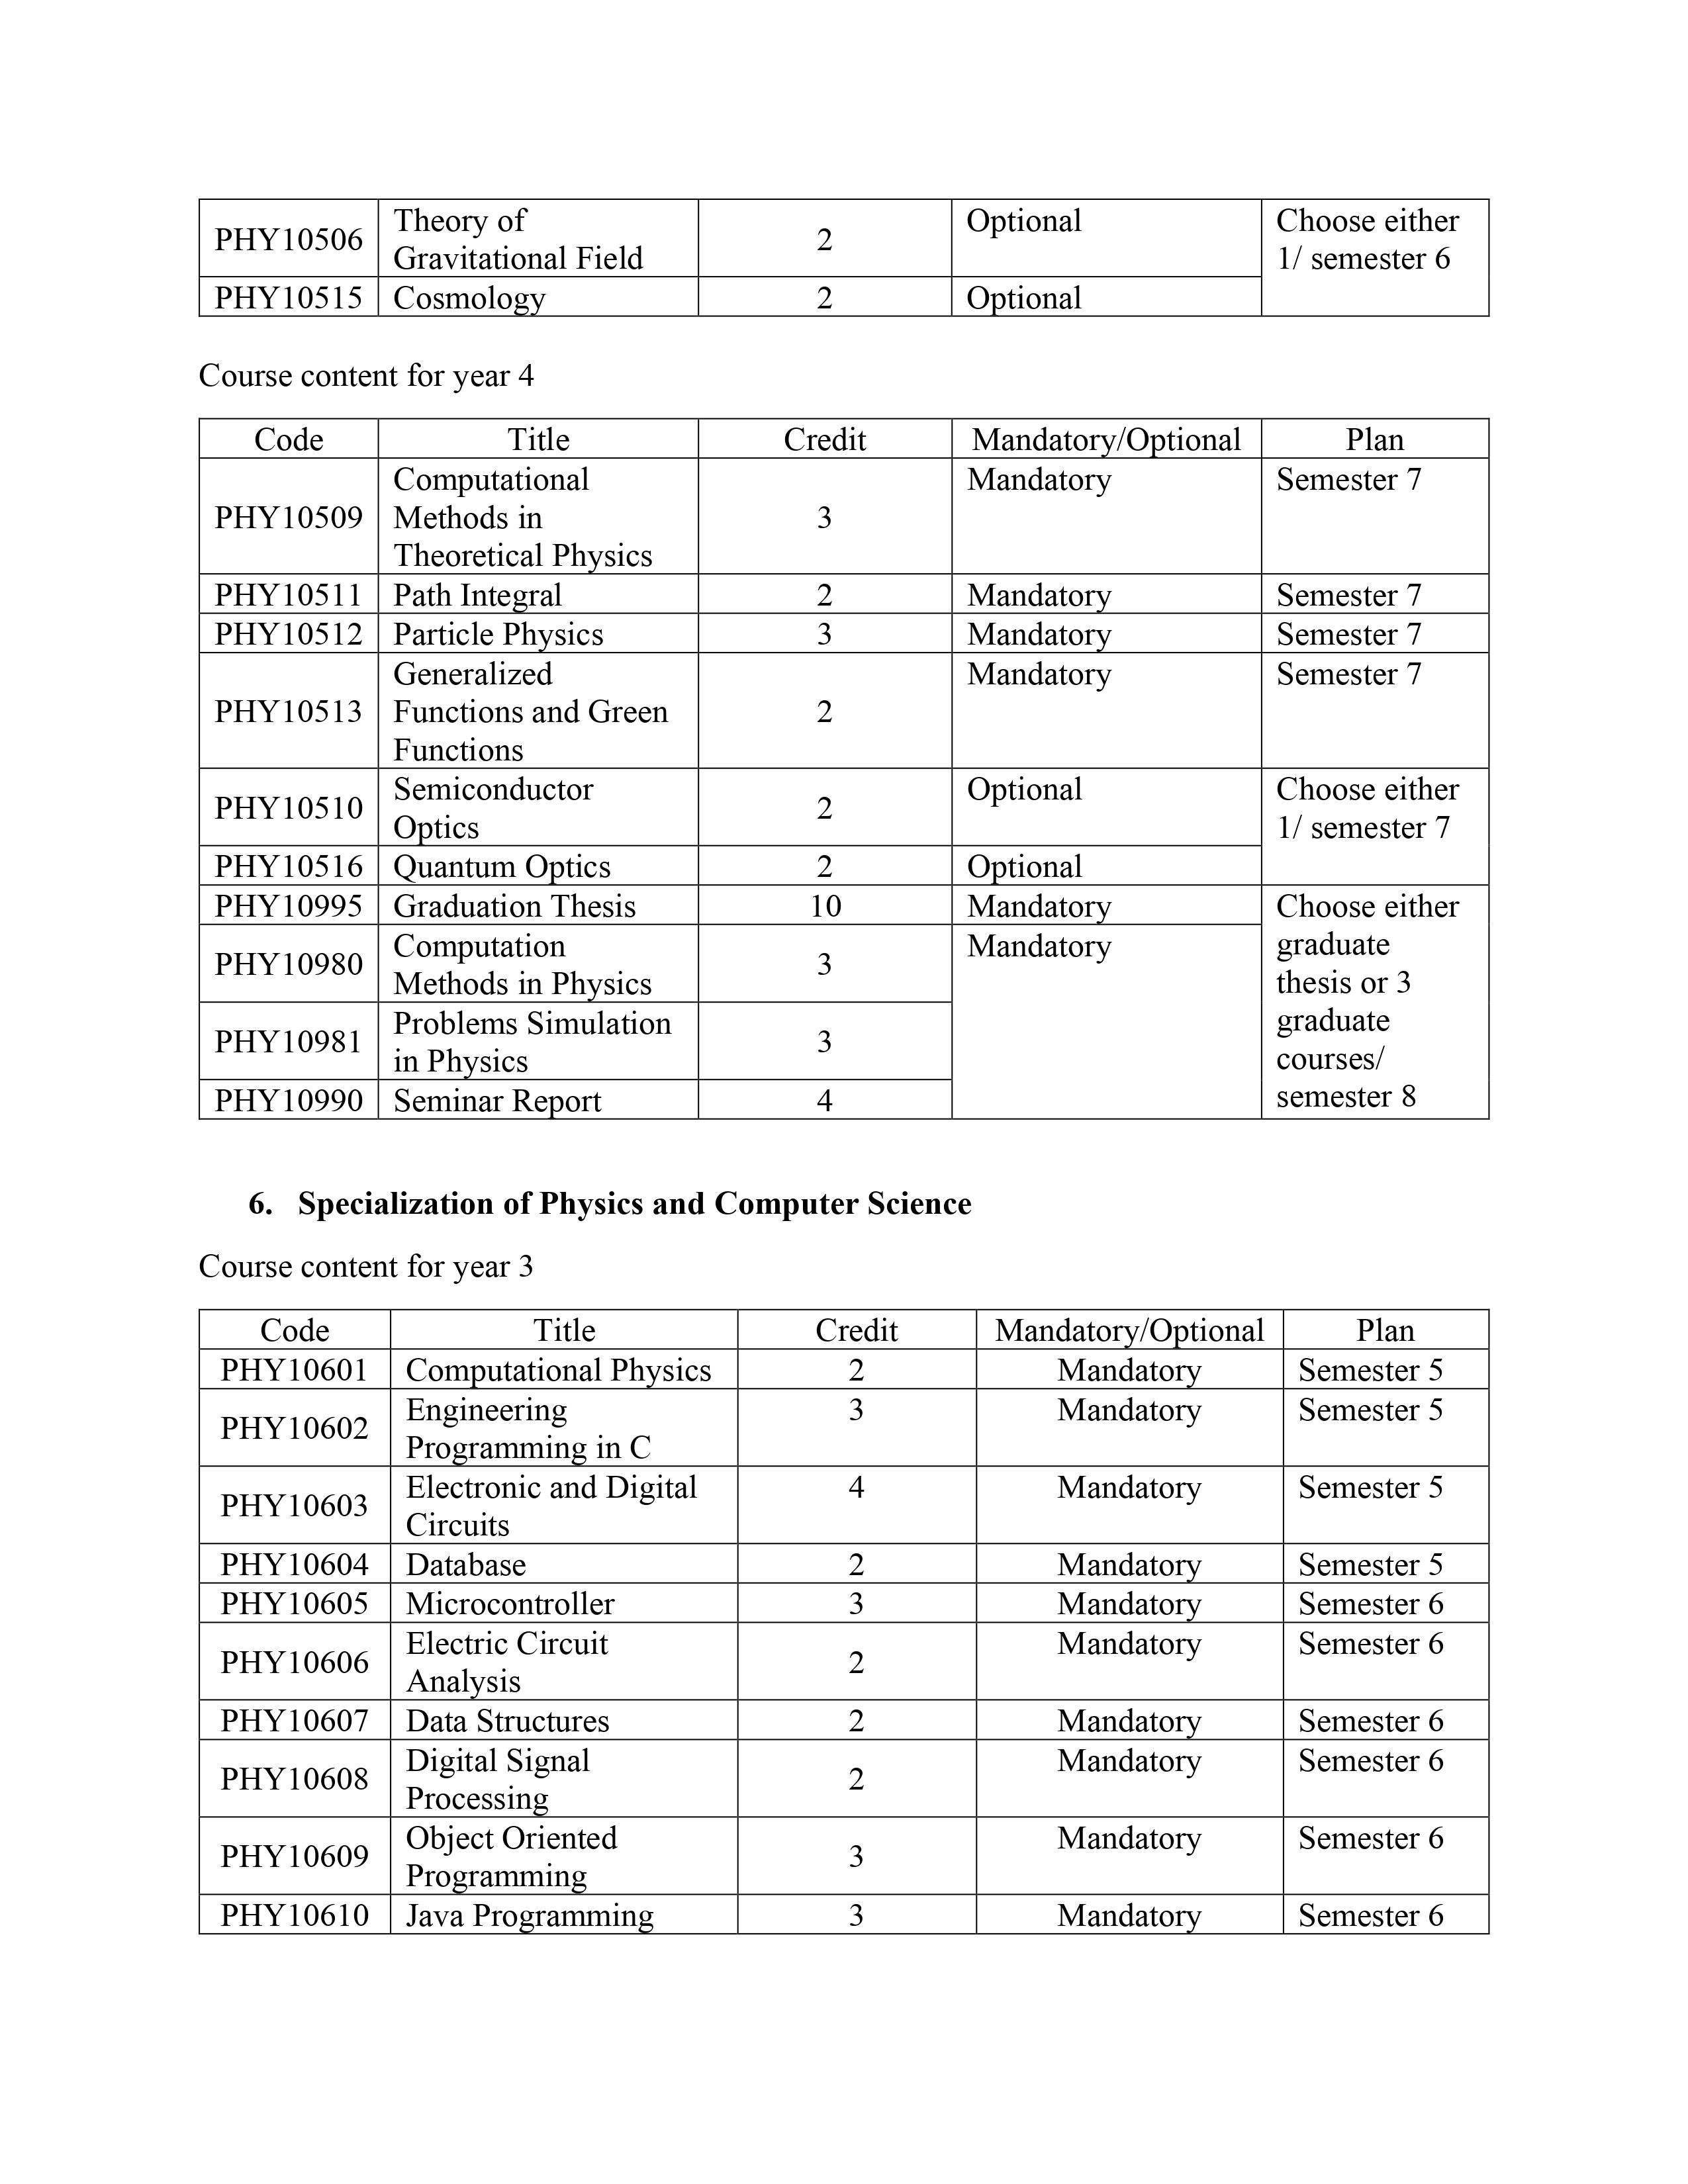 PHY10506 Theory of Gravitational Field 2 Optional Choose either 1/ semester 6
PHY10515 Cosmology 2 Optional
Course content for year 4
Code Title Credit Mandatory/Optional Plan
PHY10509 Computational Methods in Theoretical Physics 3 Mandatory Semester 7
PHY10511 Path Integral 2 Mandatory Semester 7
PHY10512 Particle Physics 3 Mandatory Semester 7
PHY10513 Generalized Functions and Green Functions 2 Mandatory Semester 7
PHY10510 Semiconductor Optics 2 Optional Choose either 1/ semester 7
PHY10516 Quantum Optics 2 Optional
PHY10995 Graduation Thesis 10 Mandatory Choose either graduate thesis or 3 graduate courses/ semester 8
PHY10980 Computation Methods in Physics 3 Mandatory
PHY10981 Problems Simulation in Physics 3
PHY10990 Seminar Report 4
6. Specialization of Physics and Computer Science
Course content for year 3
Code Title Credit Mandatory/Optional Plan
PHY10601 Computational Physics 2 Mandatory Semester 5
PHY10602 Engineering Programming in C 3 Mandatory Semester 5
PHY10603 Electronic and Digital Circuits 4 Mandatory Semester 5
PHY10604 Database 2 Mandatory Semester 5
PHY10605 Microcontroller 3 Mandatory Semester 6
PHY10606 Electric Circuit Analysis 2 Mandatory Semester 6
PHY10607 Data Structures 2 Mandatory Semester 6
PHY10608 Digital Signal Processing 2 Mandatory Semester 6
PHY10609 Object Oriented Programming 3 Mandatory Semester 6
PHY10610 Java Programming 3 Mandatory Semester 6